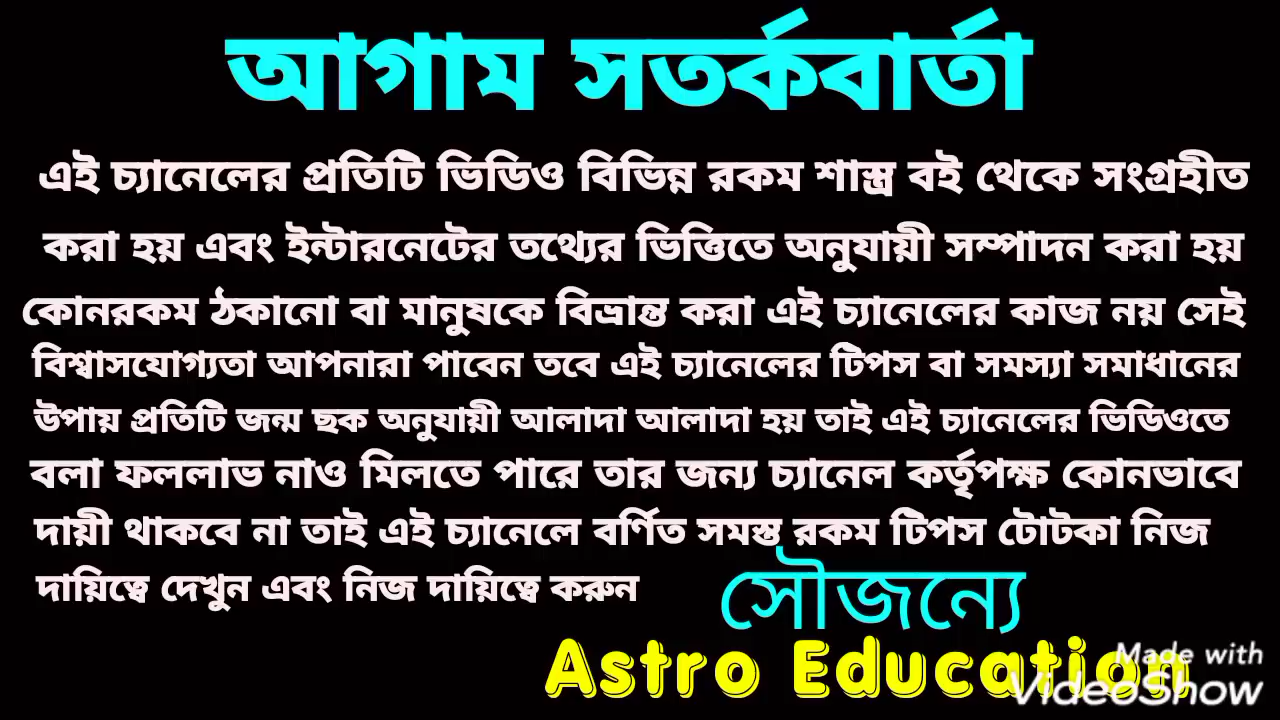 আগাম সতর্কবার্তা
এই চ্যানেলের প্রতিটি ভিডিও বিভিন্ন রকম শাস্ত্র বই থেকে সংগ্রহীত
করা হয় এবং ইন্টারনেটের তথ্যের ভিত্তিতে অনুযায়ী সম্পাদন করা হয়
কোনরকম ঠকানো বা মানুষকে বিভ্রান্ত করা এই চ্যানেলের কাজ নয় সেই
বিশ্বাসযোগ্যতা আপনারা পাবেন তবে এই চ্যানেলের টিপস বা সমস্যা সমাধানের
উপায় প্রতিটি জন্ম ছক অনুযায়ী আলাদা আলাদা হয় তাই এই চ্যানেলের ভিডিওতে
বলা ফললাভ নাও মিলতে পারে তার জন্য চ্যানেল কর্তৃপক্ষ কোনভাবে
দায়ী থাকবে না তাই এই চ্যানেলে বর্ণিত সমস্ত রকম টিপস টোটকা নিজ
দায়িত্বে দেখুন এবং নিজ দায়িত্বে করুন
সৌজন্যে
Astro Education
Made with
VideoShow